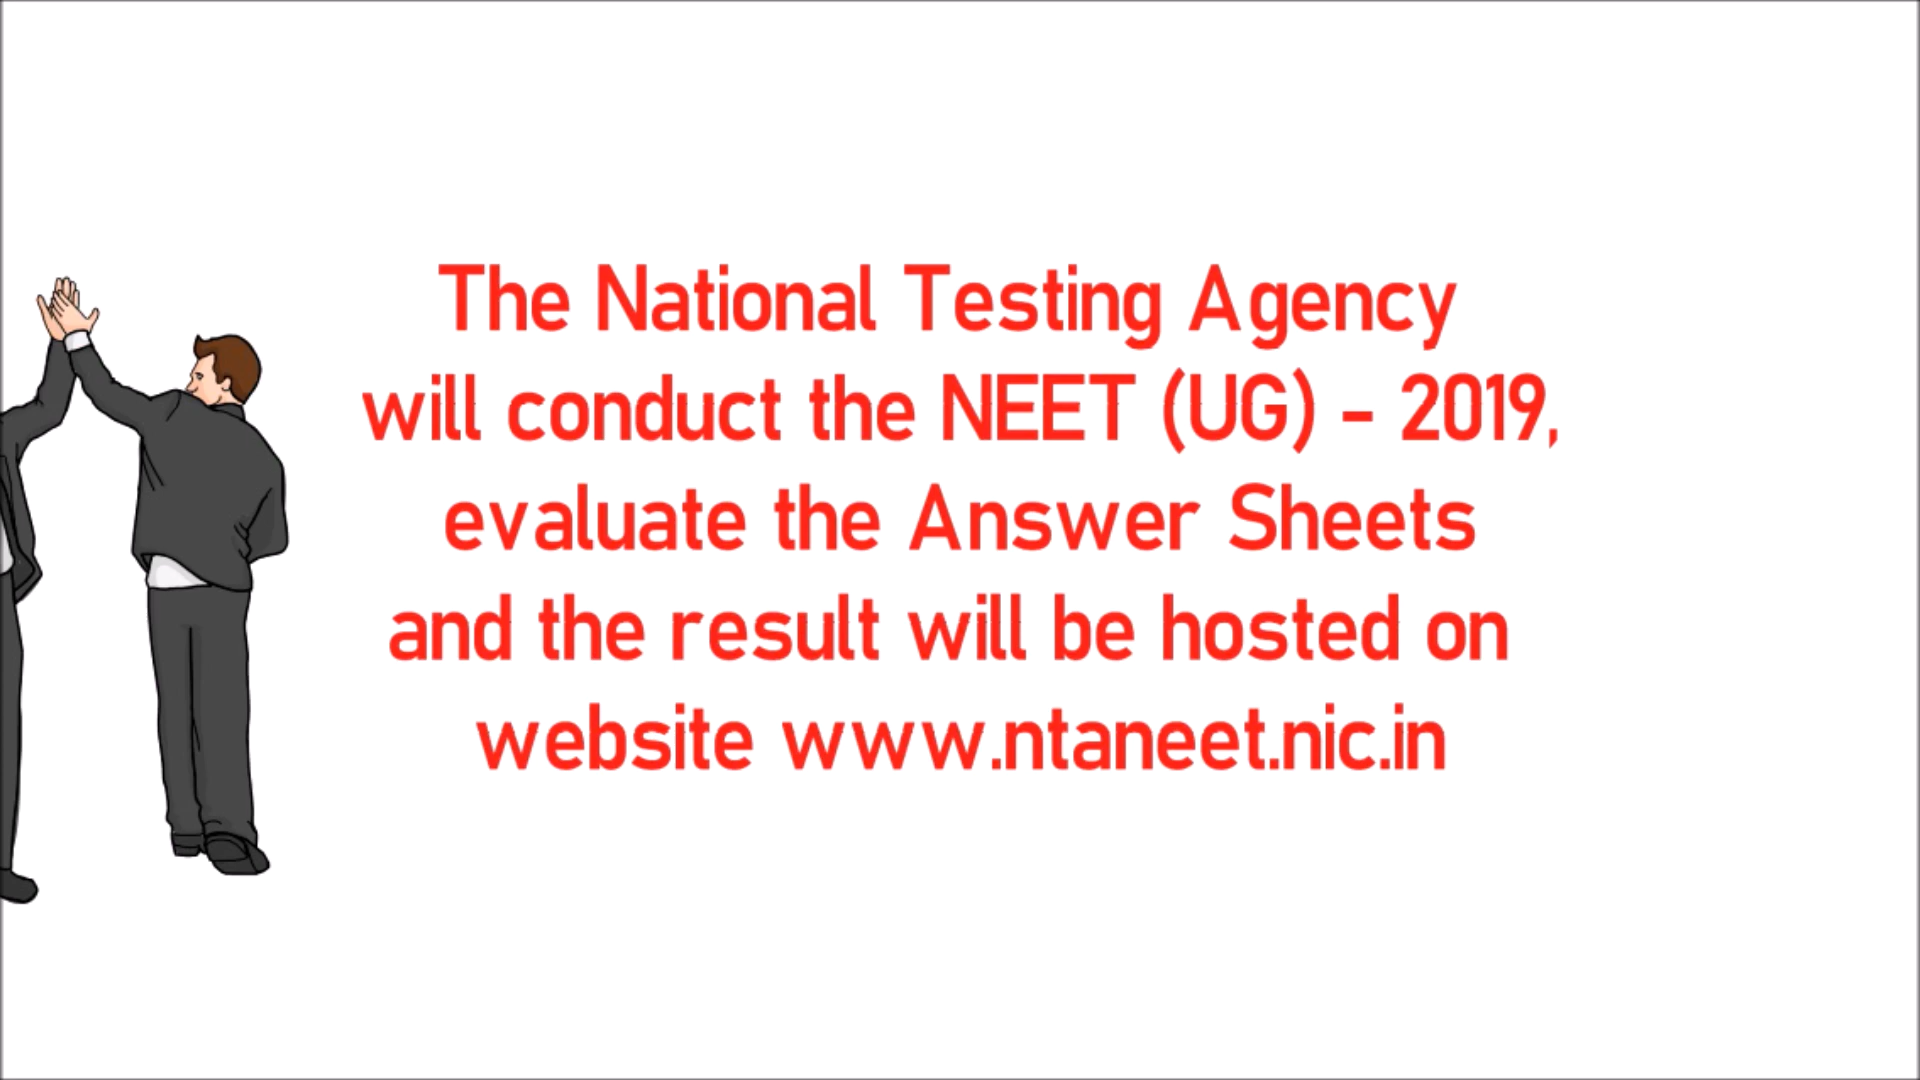 The National Testing Agency
will conduct the NEET (UG) - 2019,
evaluate the Answer Sheets
and the result will be hosted on
website www.ntaneet.nic.in